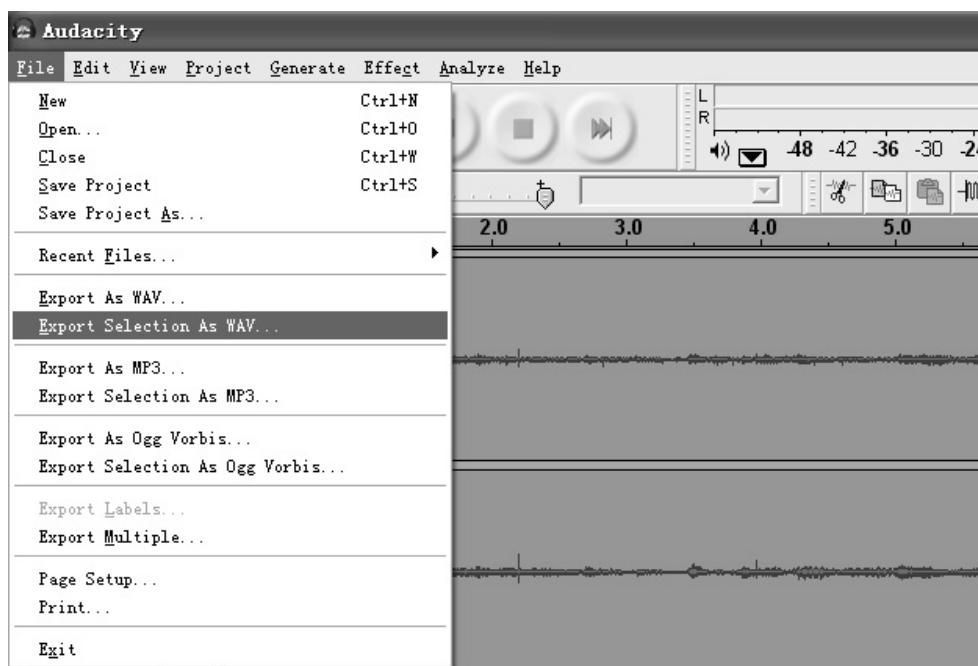 Audacity
File Edit View Project Generate Effect Analyze Help
New Ctrl+N
Open... Ctrl+O
Close Ctrl+W
Save Project Ctrl+S
Save Project As...
Recent Files...
Export As WAV...
Export Selection As WAV...
Export As MP3...
Export Selection As MP3...
Export As Ogg Vorbis...
Export Selection As Ogg Vorbis...
Export Labels...
Export Multiple...
Page Setup...
Print...
Exit
L
R
-48 -42 -36 -30
2.0 3.0 4.0 5.0